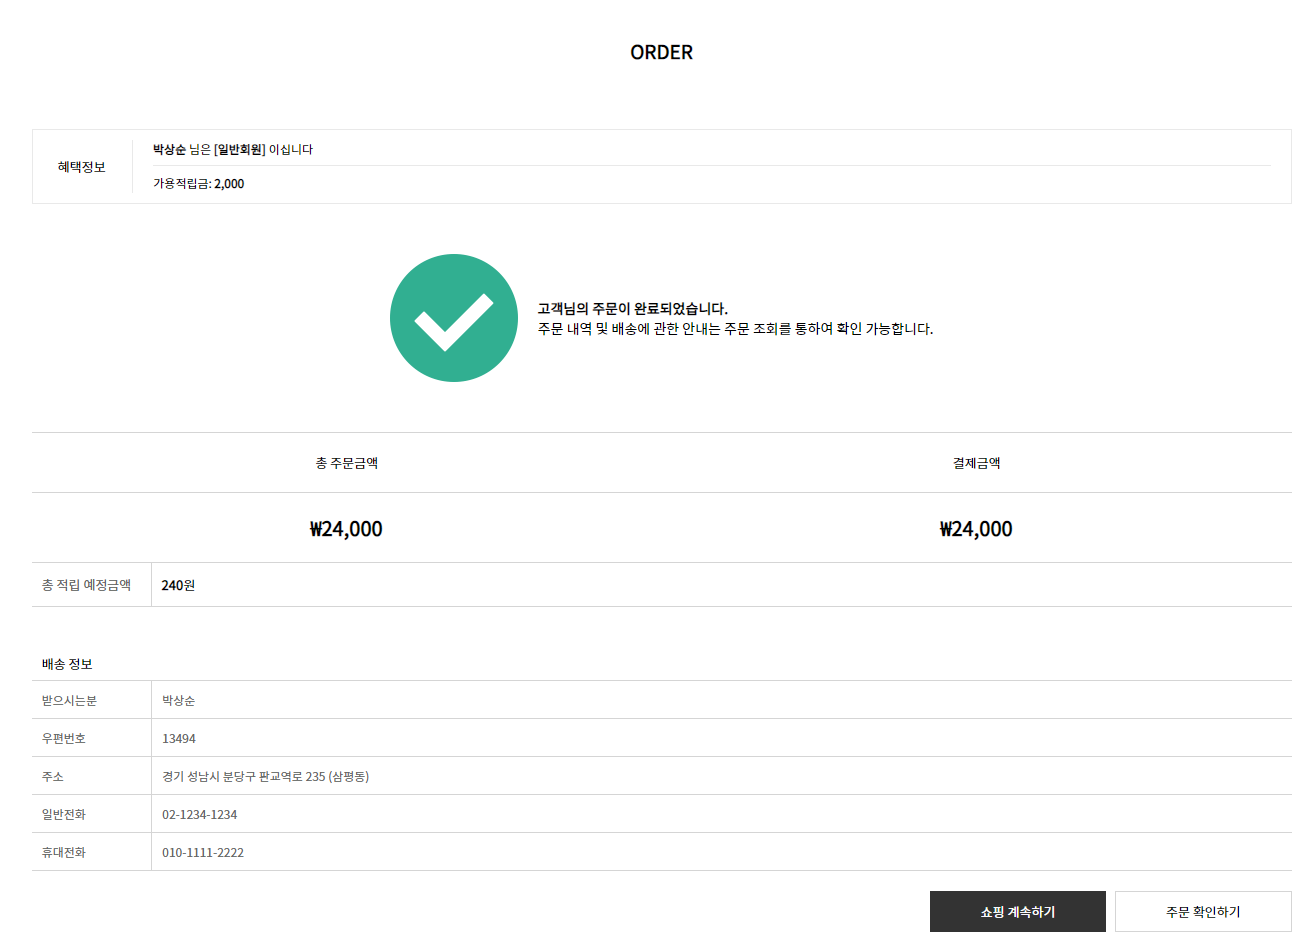 ORDER
혜택정보
박상순 님은 [일반회원] 이십니다
가용적립금: 2,000
고객님의 주문이 완료되었습니다.
주문 내역 및 배송에 관한 안내는 주문 조회를 통하여 확인 가능합니다.
총 주문금액 결제금액
₩24,000 ₩24,000
총 적립 예정금액 240원
배송 정보
받으시는분 박상순
우편번호 13494
주소 경기 성남시 분당구 판교역로 235 (삼평동)
일반전화 02-1234-1234
휴대전화 010-1111-2222
쇼핑 계속하기 주문 확인하기